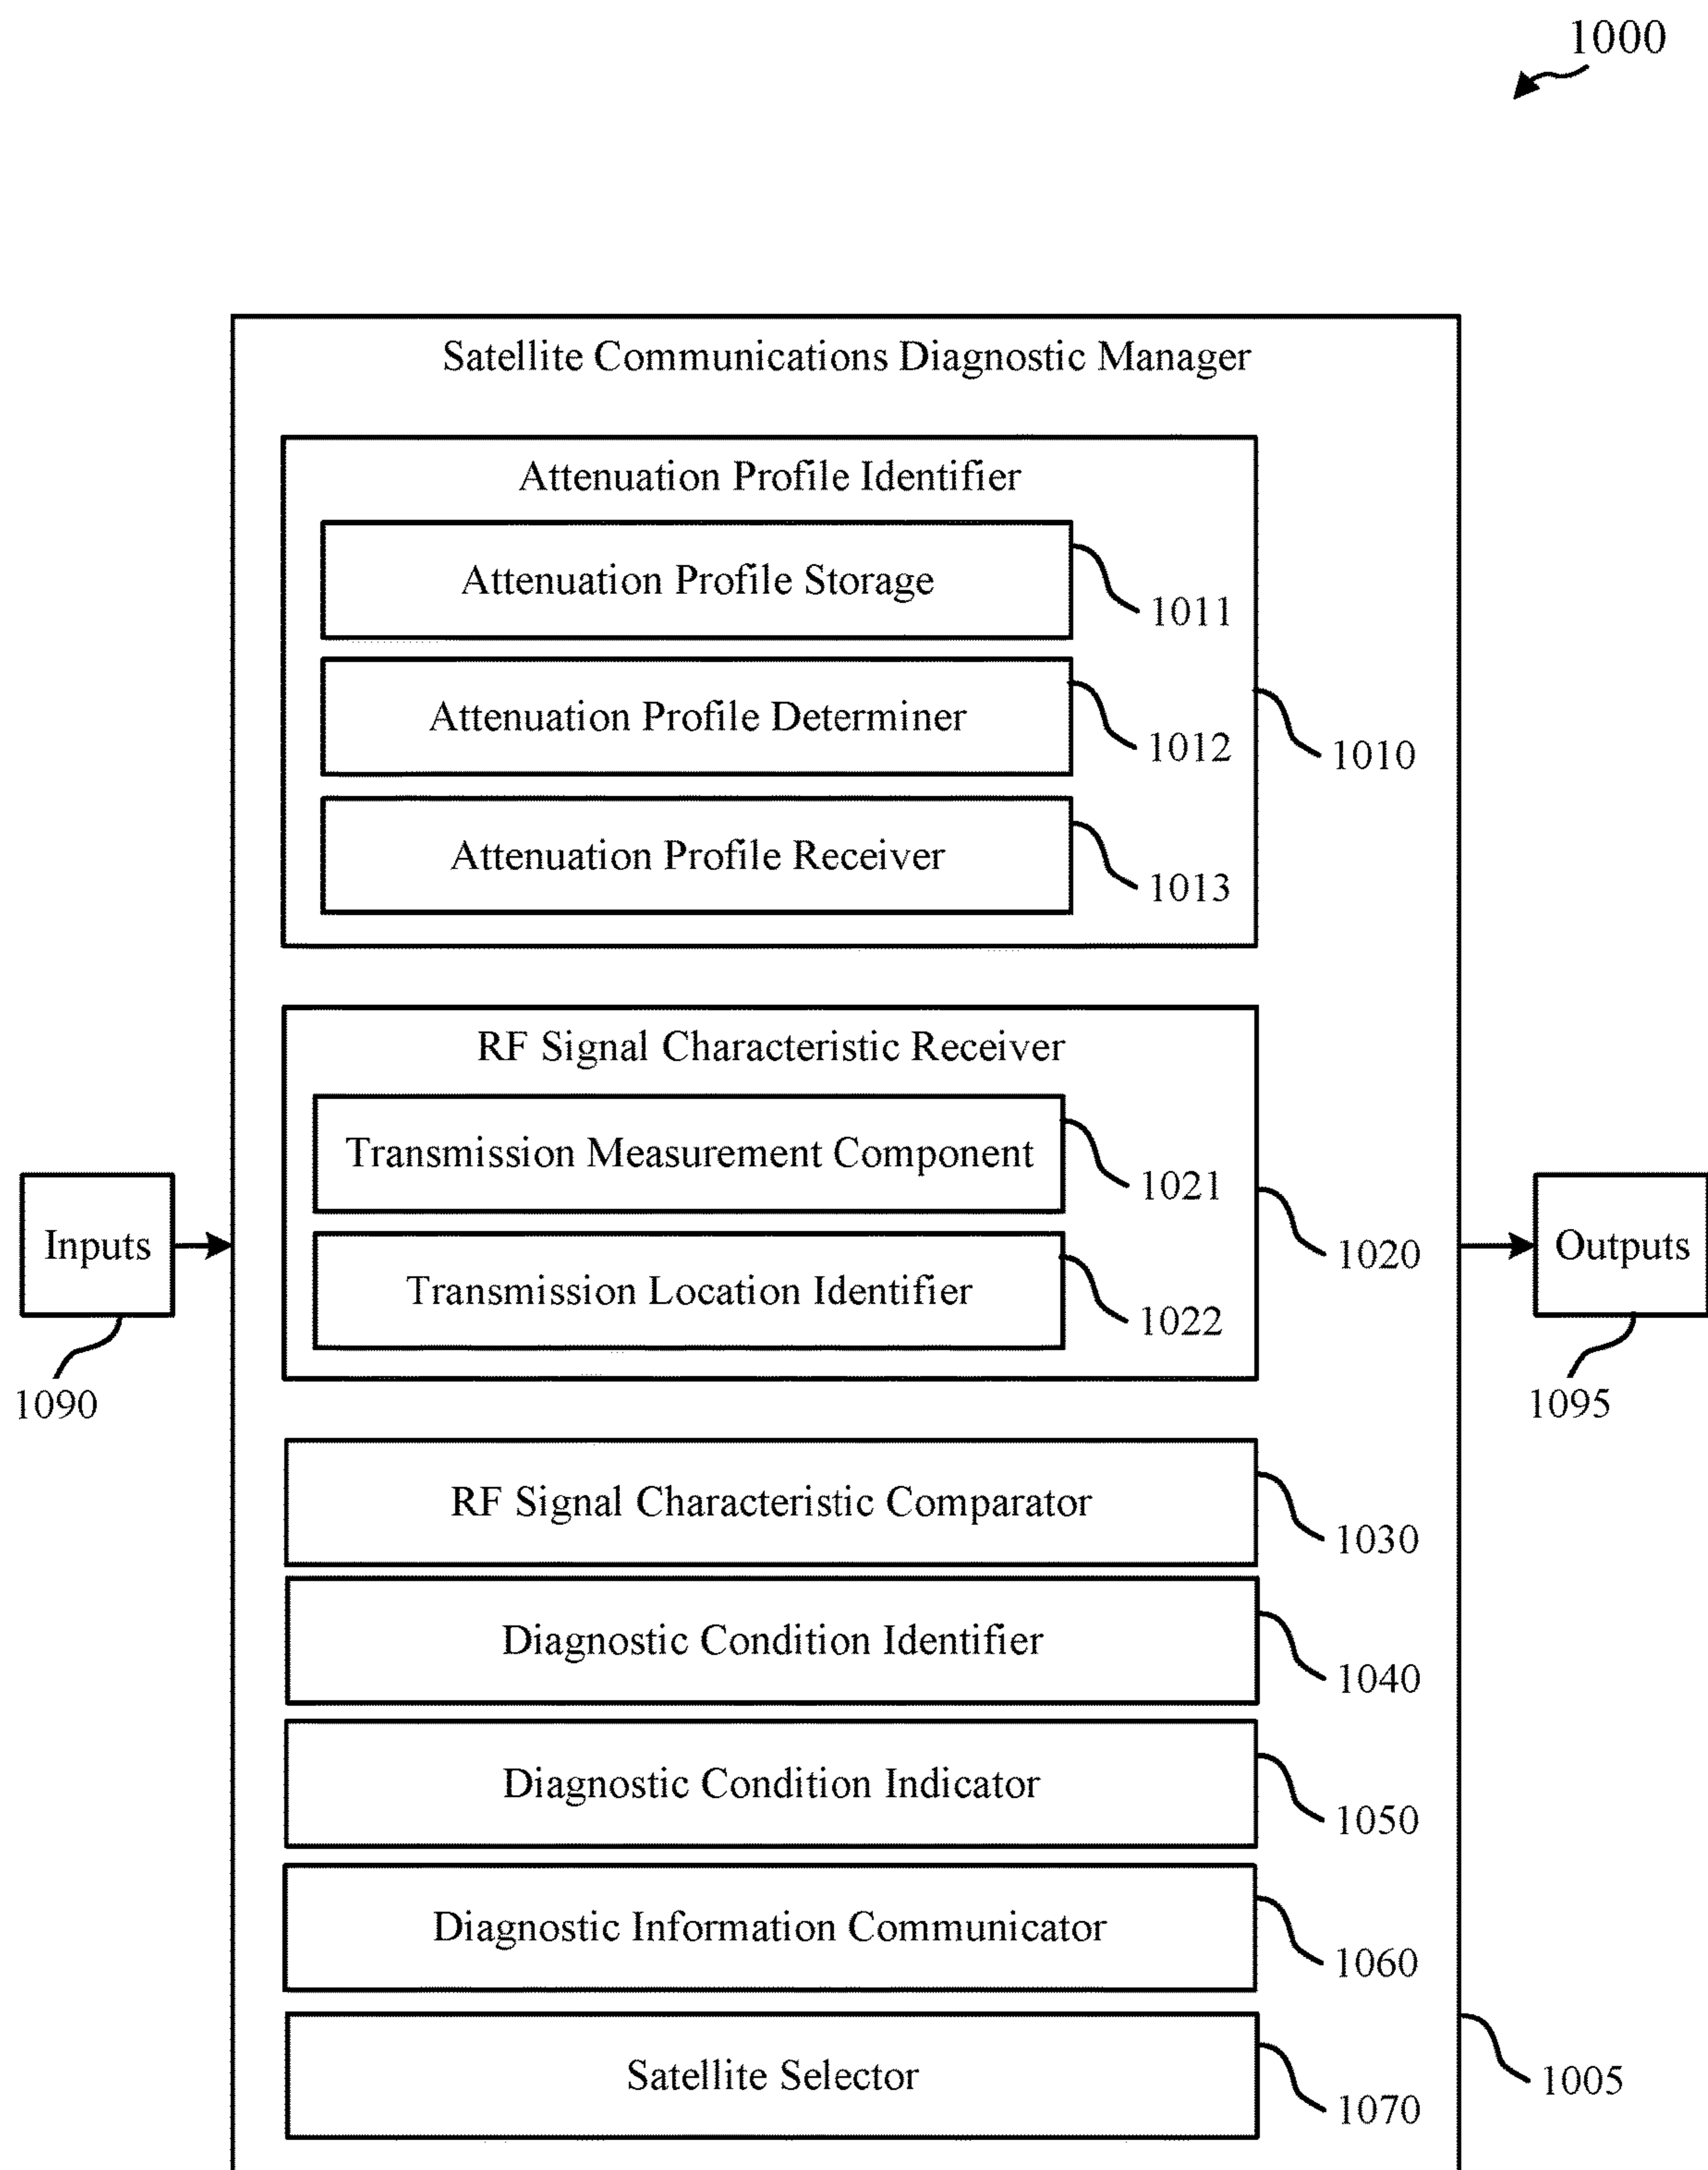 1000
Satellite Communications Diagnostic Manager
Attenuation Profile Identifier
Attenuation Profile Storage
1011
Attenuation Profile Determiner
1012
1010
Attenuation Profile Receiver
1013
RF Signal Characteristic Receiver
Transmission Measurement Component
1021
Inputs
1020
Outputs
Transmission Location Identifier
1022
1090
1095
RF Signal Characteristic Comparator
1030
Diagnostic Condition Identifier
1040
Diagnostic Condition Indicator
1050
Diagnostic Information Communicator
1060
Satellite Selector
1005
1070